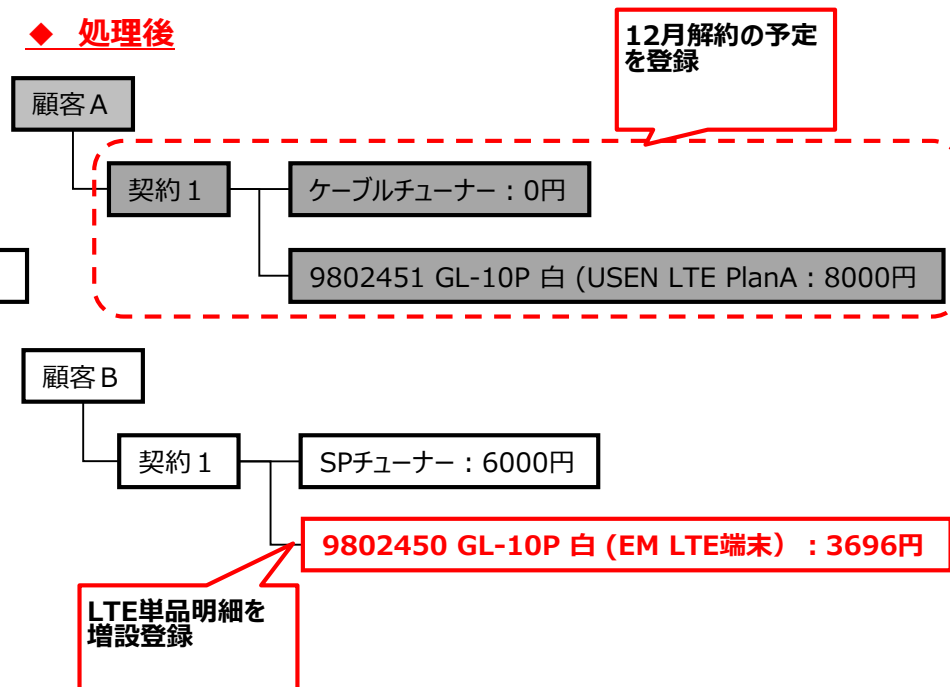 ◆ 処理後
12月解約の予定
を登録
顧客A
契約1
ケーブルチューナー：0円
9802451 GL-10P 白 (USEN LTE PlanA：8000円
顧客B
契約1
SPチューナー：6000円
9802450 GL-10P 白 (EM LTE端末）：3696円
LTE単品明細を
増設登録